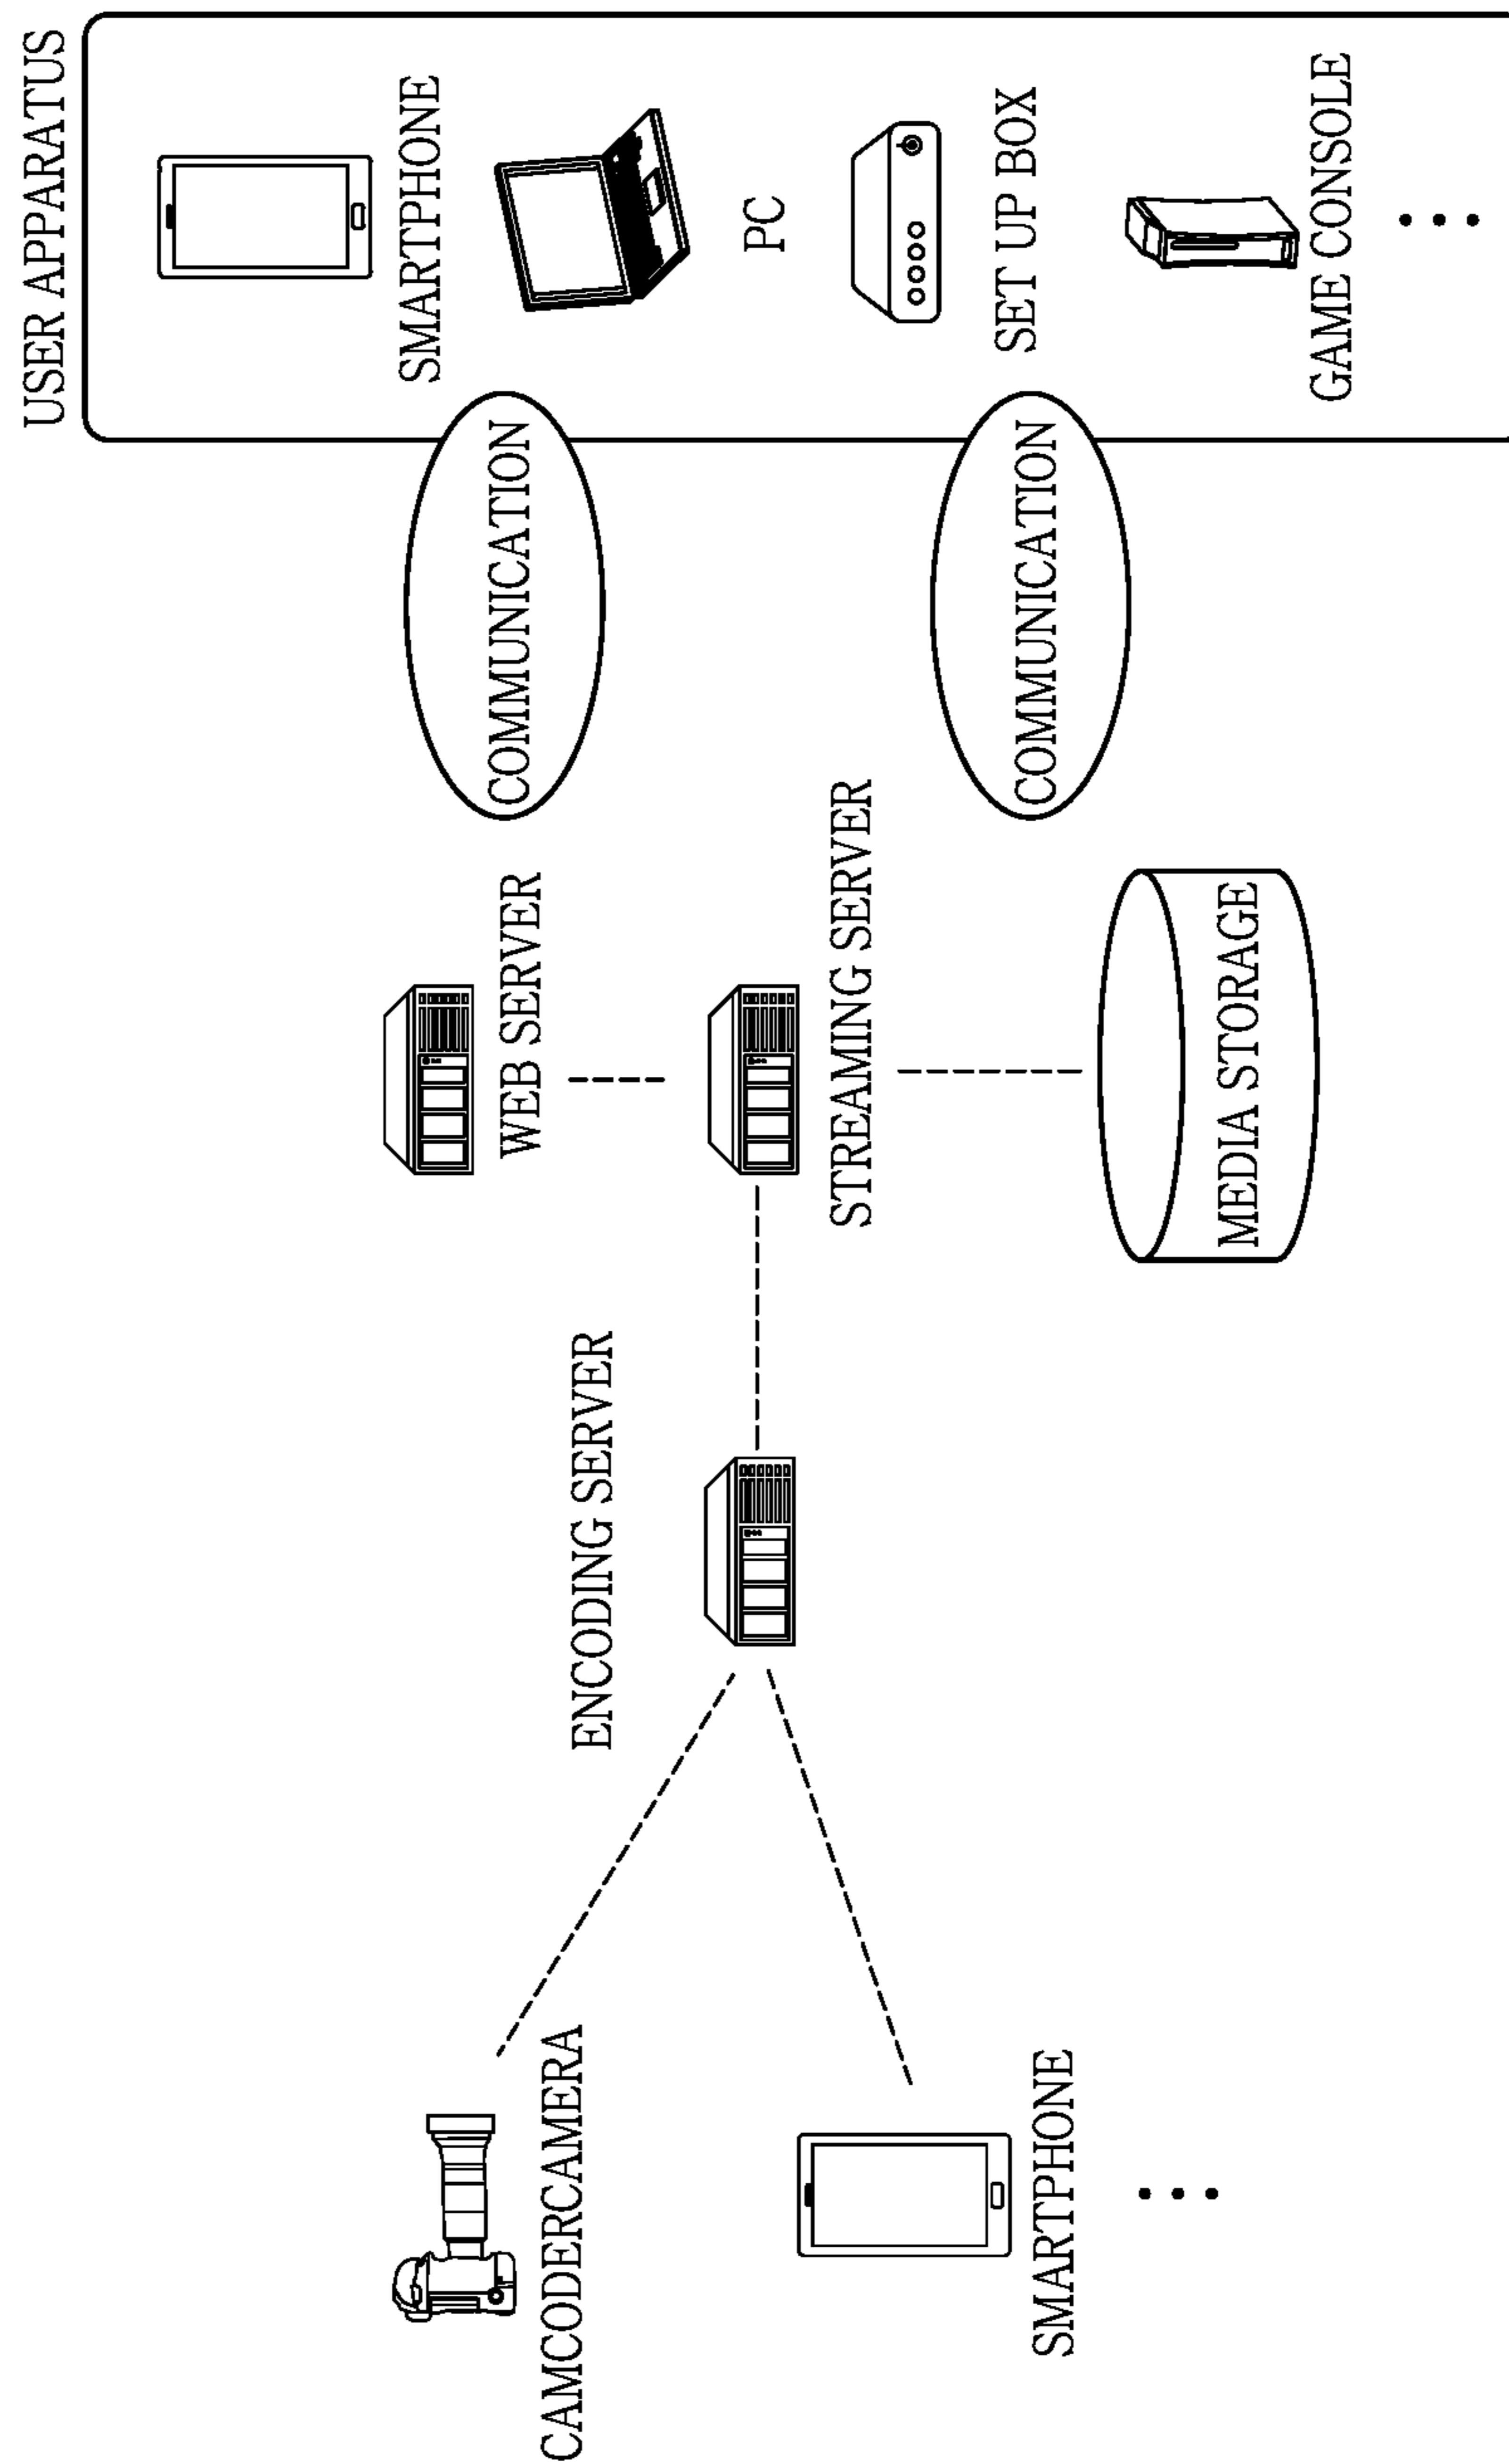 USER APPARATUS
SMARTPHONE
PC
SET UP BOX
GAME CONSOLE
COMMUNICATION
COMMUNICATION
WEB SERVER
STREAMING SERVER
MEDIA STORAGE
ENCODING SERVER
CAMCODERCAMERA
SMARTPHONE